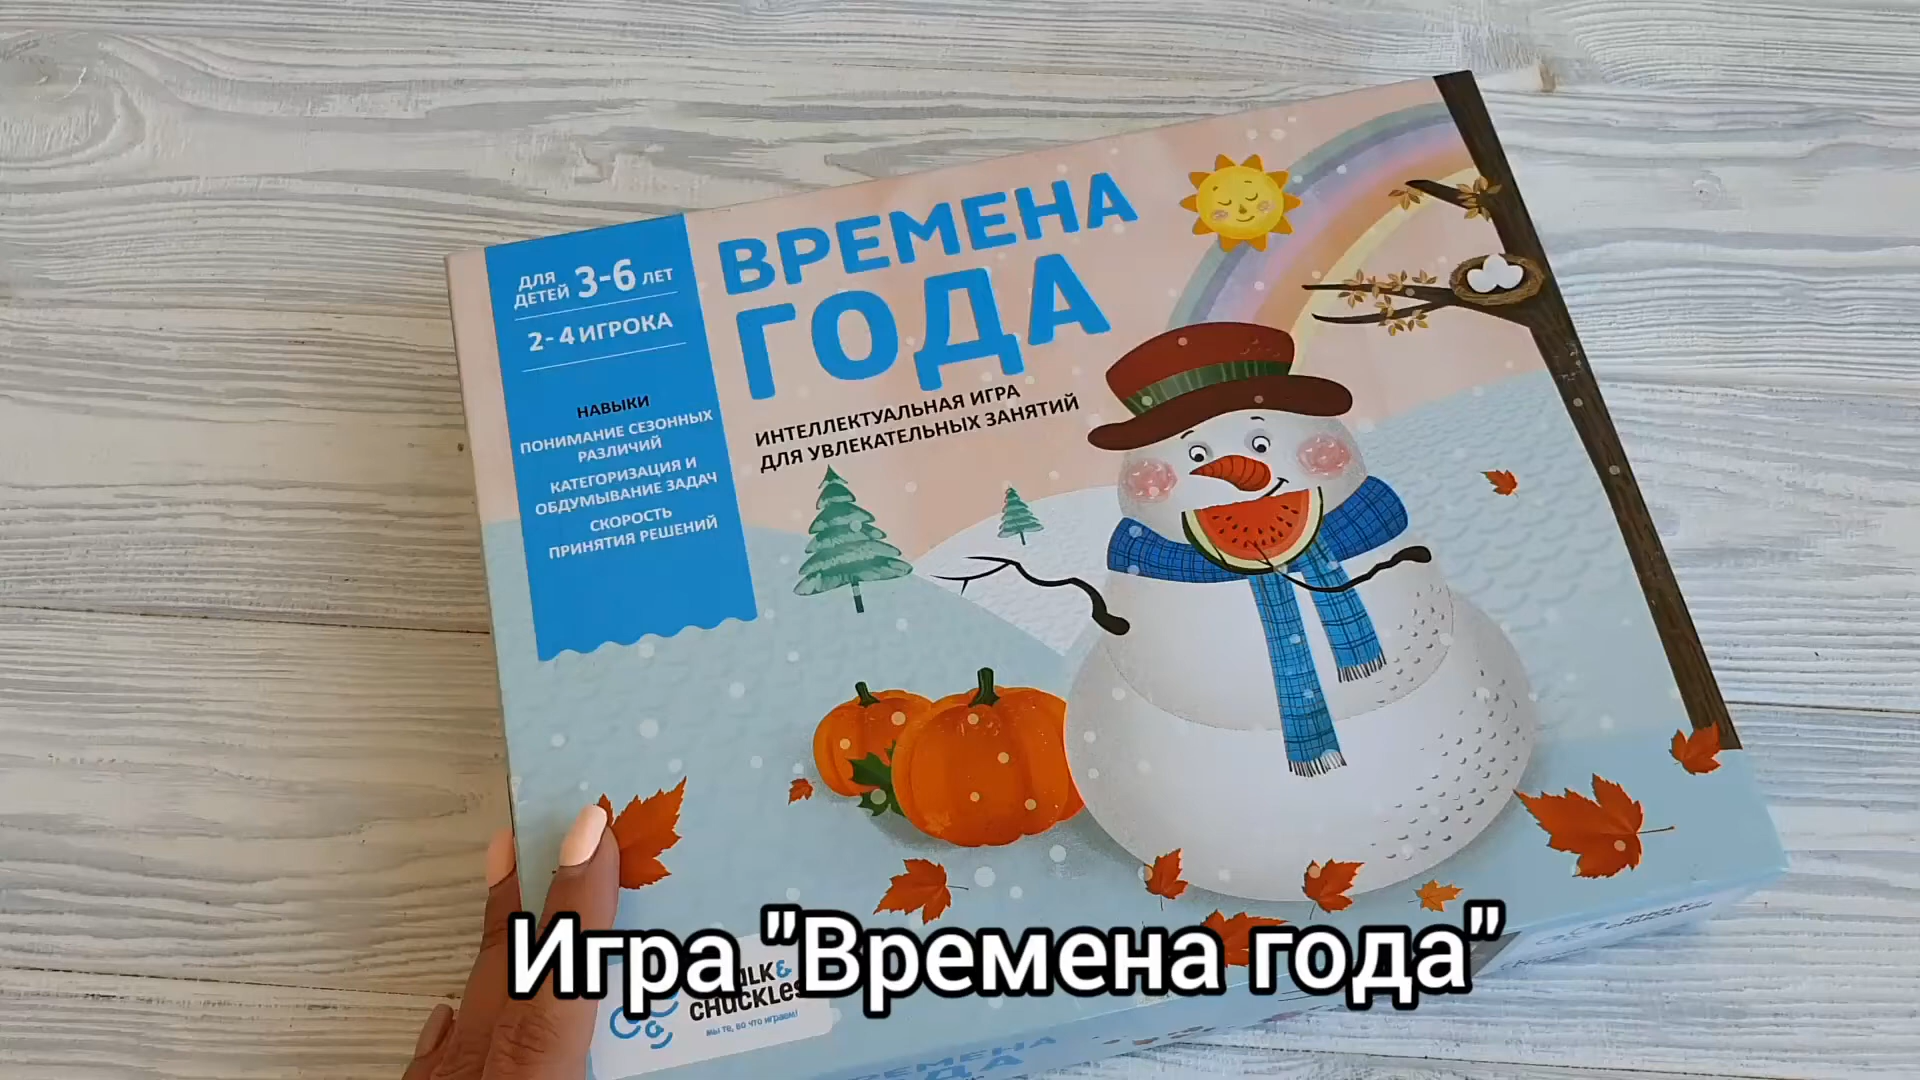 ДЛЯ
ДЕТЕЙ 3-6 ЛЕТ
2-4 ИГРОКА
НАВЫКИ
ПОНИМАНИЕ СЕЗОННЫХ
РАЗЛИЧИЙ
КАТЕГОРИЗАЦИЯ И
ОБДУМЫВАНИЕ ЗАДАЧ
СКОРОСТЬ
ПРИНЯТИЯ РЕШЕНИЙ
ВРЕМЕНА
ГОДА
ИНТЕЛЛЕКТУАЛЬНАЯ ИГРА
ДЛЯ УВЛЕКАТЕЛЬНЫХ ЗАНЯТИЙ
Игра "Времена года"
CHUCKLES
мы те, во что играем!